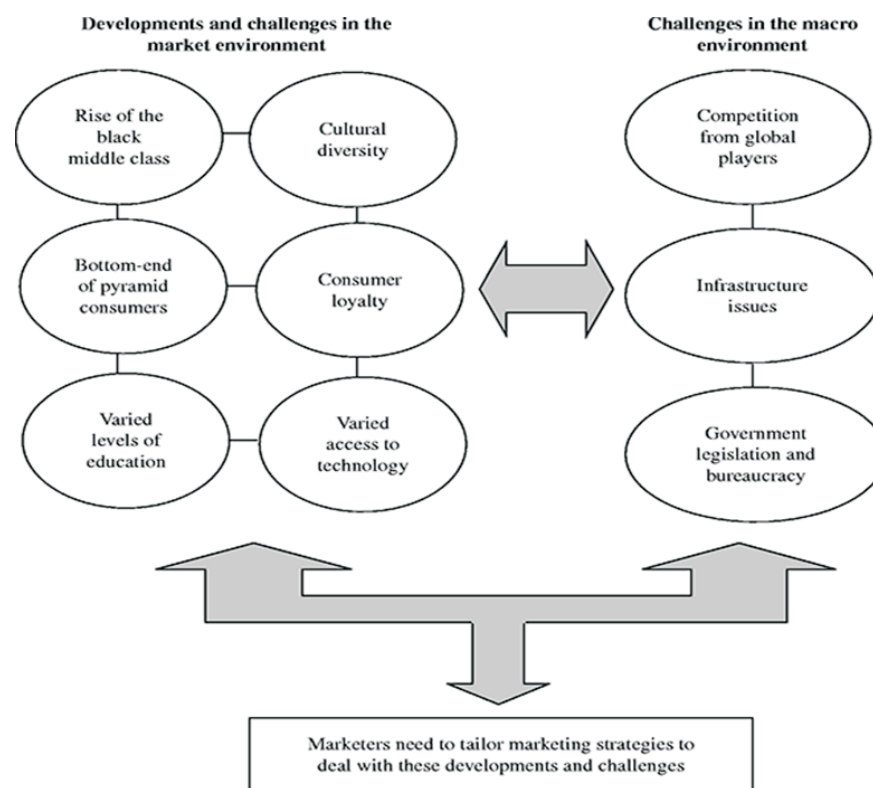 Developments and challenges in the
market environment
Challenges in the macro
environment
Rise of the
black
middle class
Cultural
diversity
Competition
from global
players
Bottom-end
of pyramid
consumers
Consumer
loyalty
Infrastructure
issues
Varied
levels of
education
Varied
access to
technology
Government
legislation and
bureaucracy
Marketers need to tailor marketing strategies to
deal with these developments and challenges